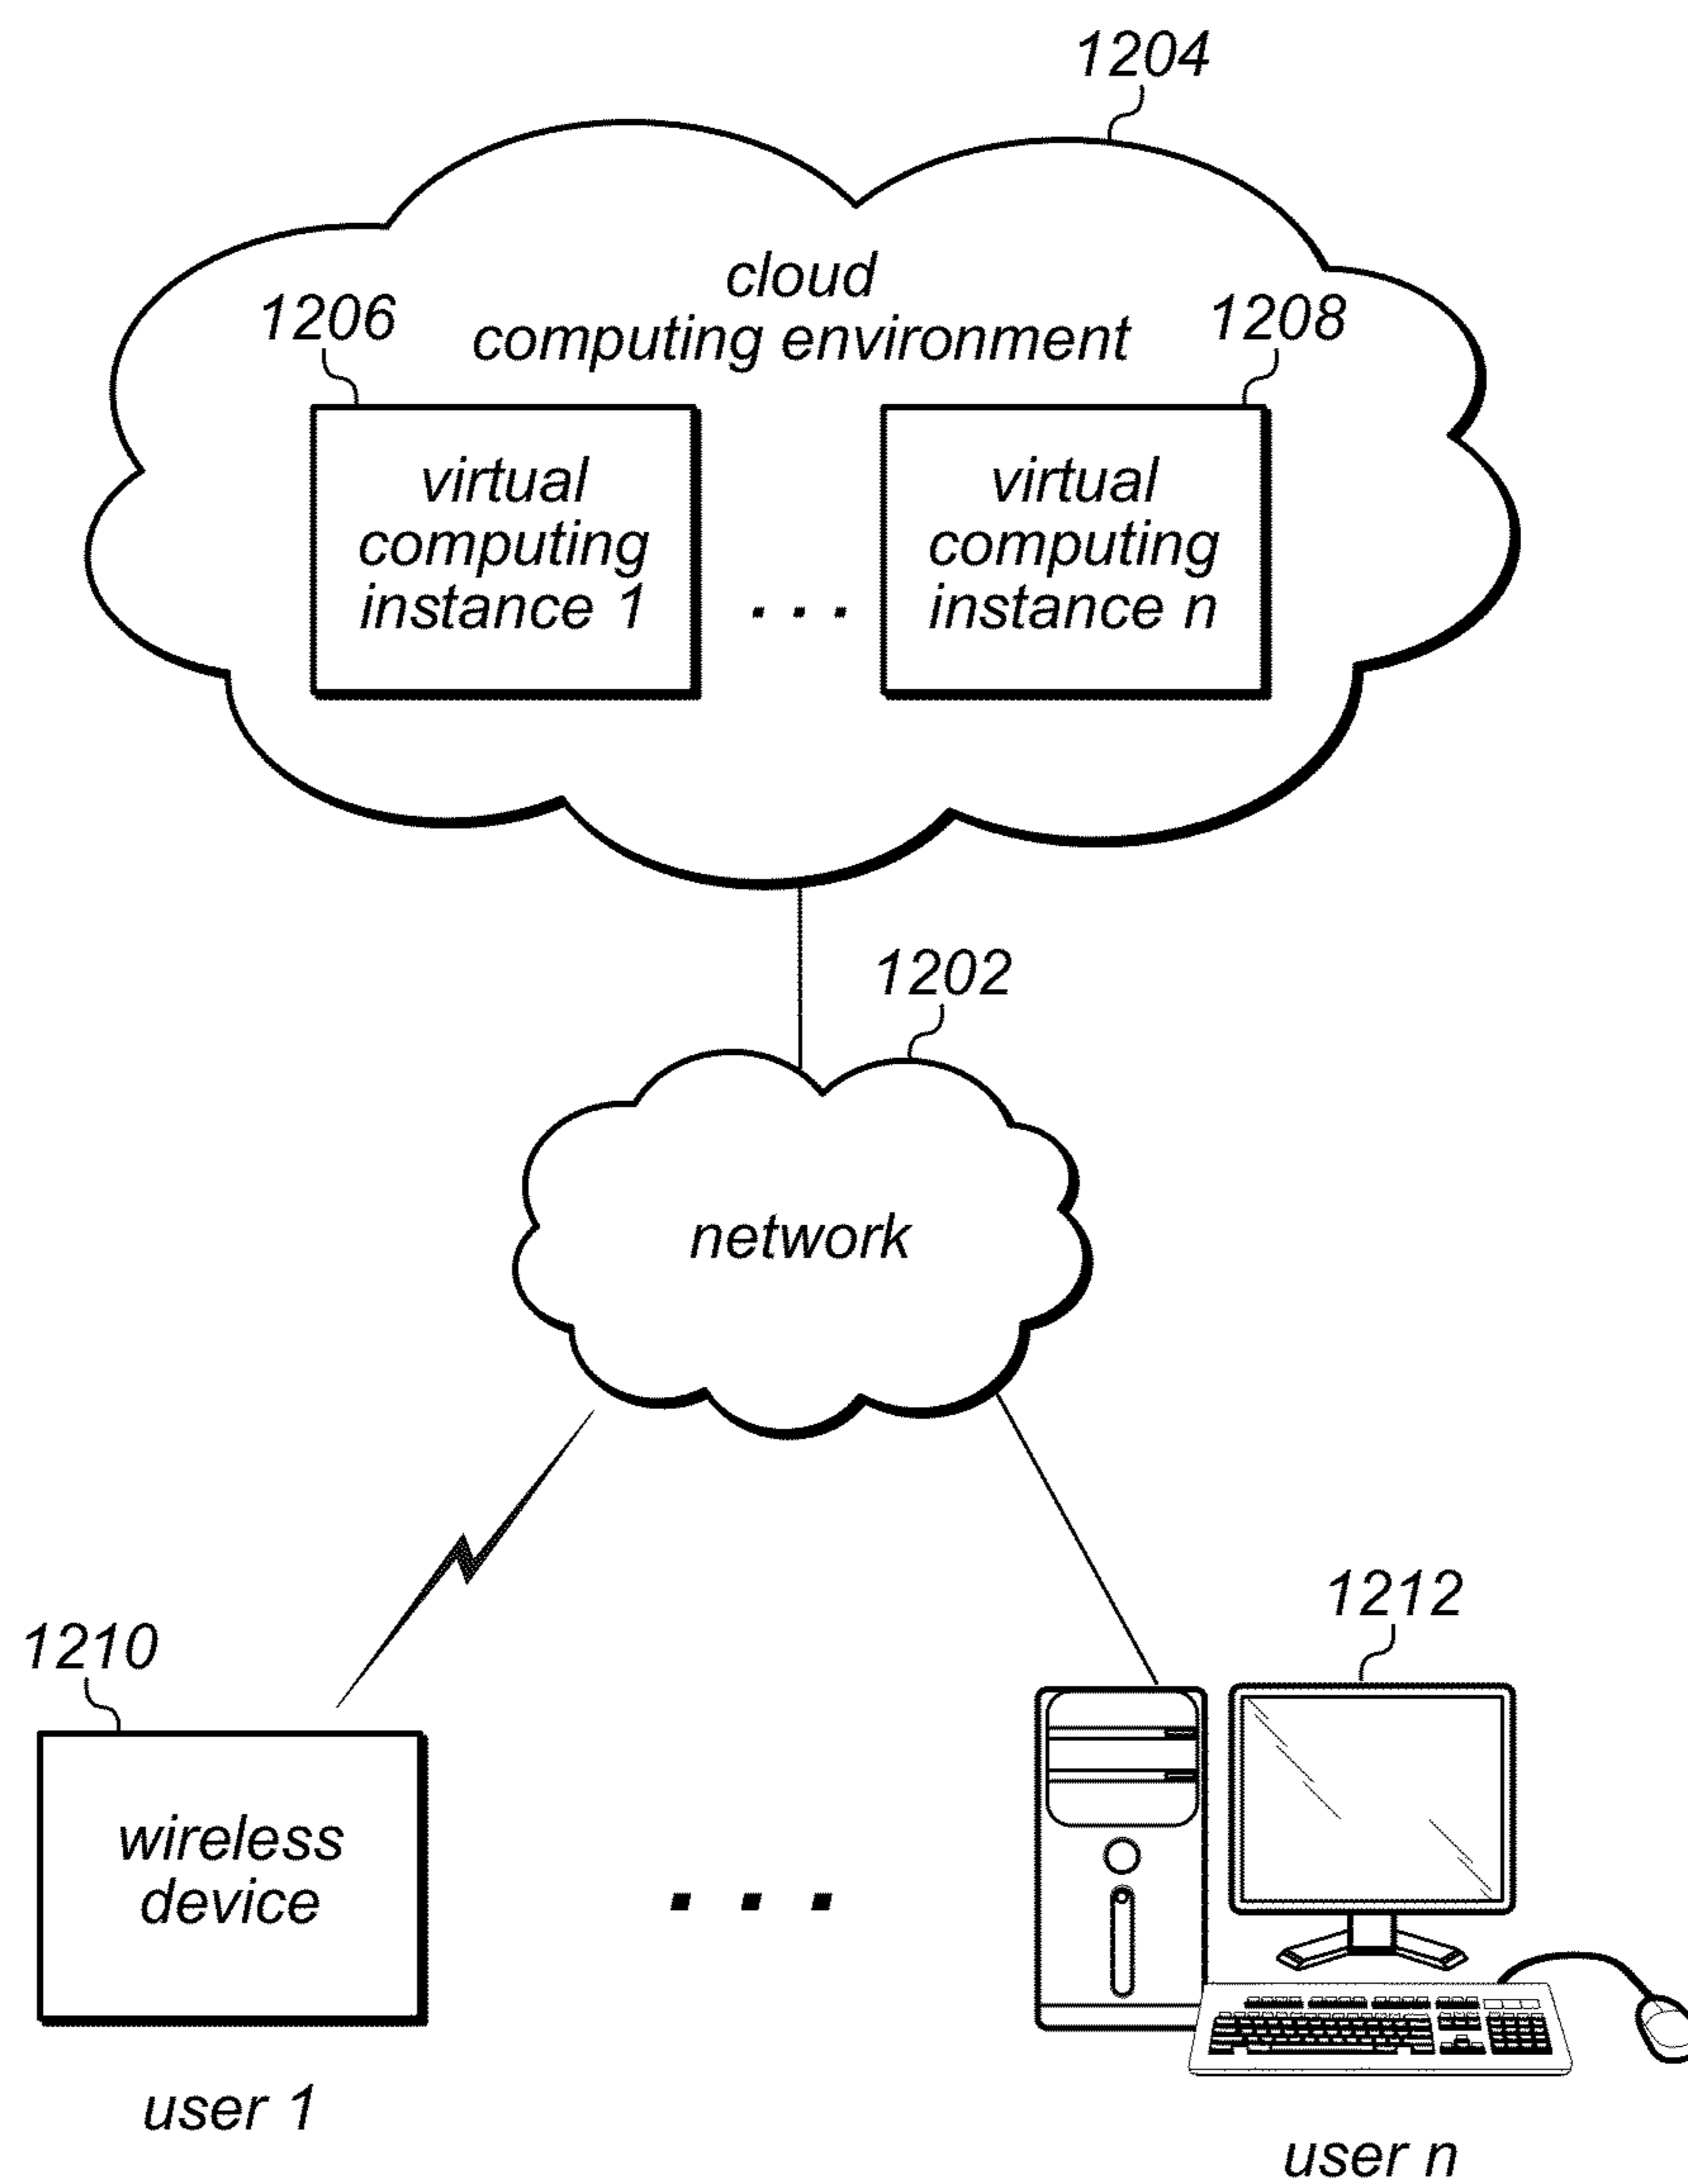 1204
cloud
computing environment
1206
1208
virtual
computing
instance 1
. . .
virtual
computing
instance n
1202
network
1210
1212
wireless
device
. . .
user 1
user n